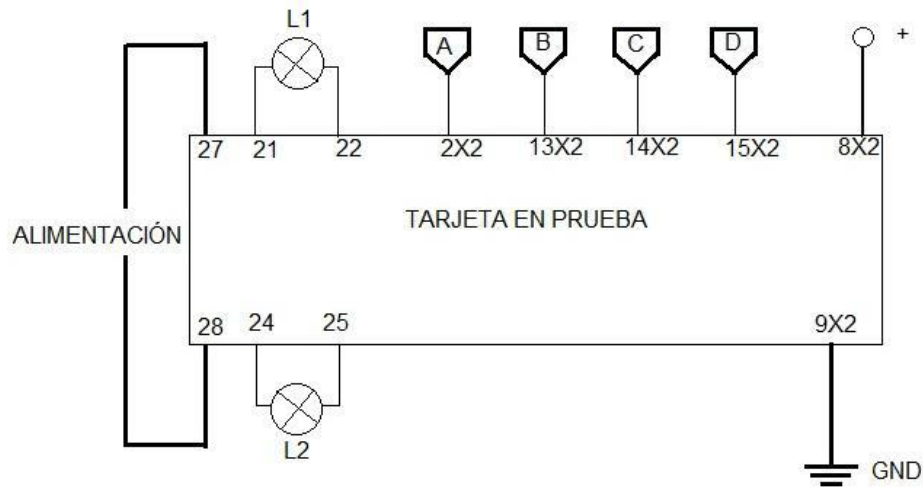 L1
A B C D +
27 21 22 2X2 13X2 14X2 15X2 8X2
TARJETA EN PRUEBA
ALIMENTACIÓN
28 24 25 9X2
L2
GND